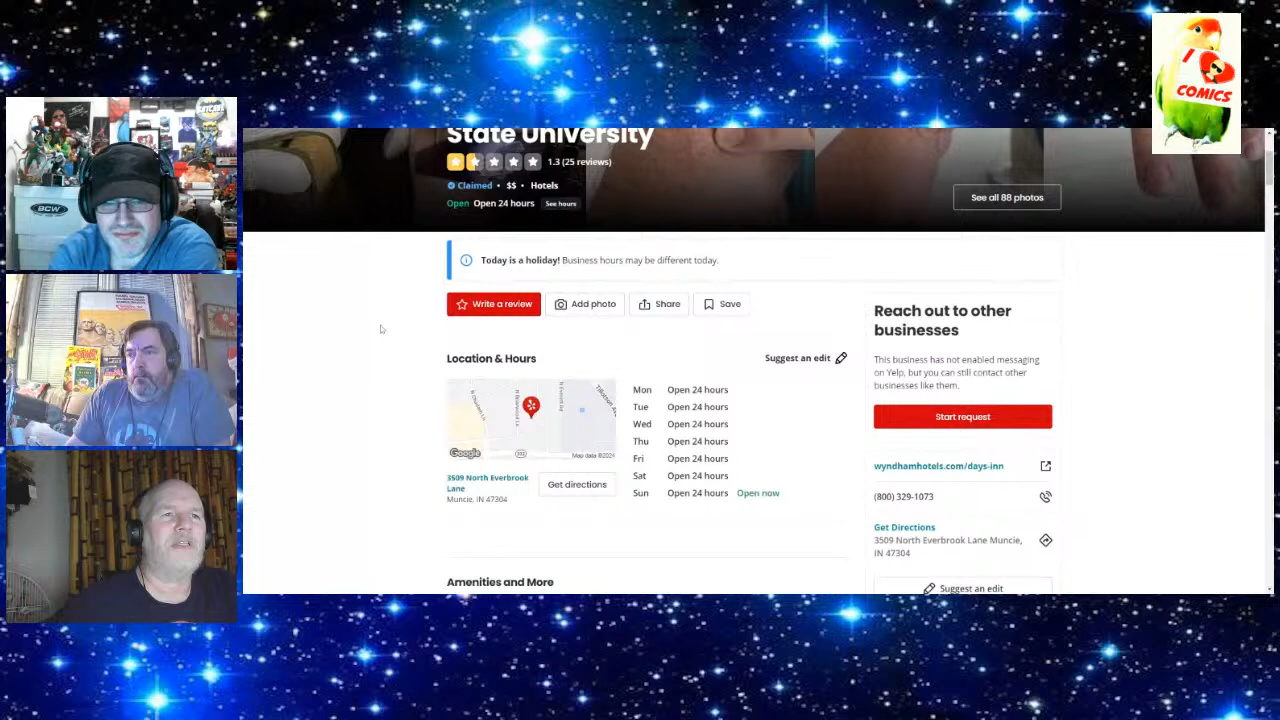 I
COMICS
BCW
State University
1.3 (25 reviews)
Claimed • $$ • Hotels
Open Open 24 hours See hours
See all 88 photos
Today is a holiday! Business hours may be different today.
Write a review
Add photo
Share
Save
Location & Hours
Suggest an edit
Google
Map data ©2024
3509 North Everbrook
Lane
Muncie, IN 47304
Get directions
Mon Open 24 hours
Tue Open 24 hours
Wed Open 24 hours
Thu Open 24 hours
Fri Open 24 hours
Sat Open 24 hours
Sun Open 24 hours Open now
Amenities and More
Reach out to other
businesses
This business has not enabled messaging
on Yelp, but you can still contact other
businesses like them.
Start request
wyndhamhotels.com/days-inn
(800) 329-1073
Get Directions
3509 North Everbrook Lane Muncie,
IN 47304
Suggest an edit